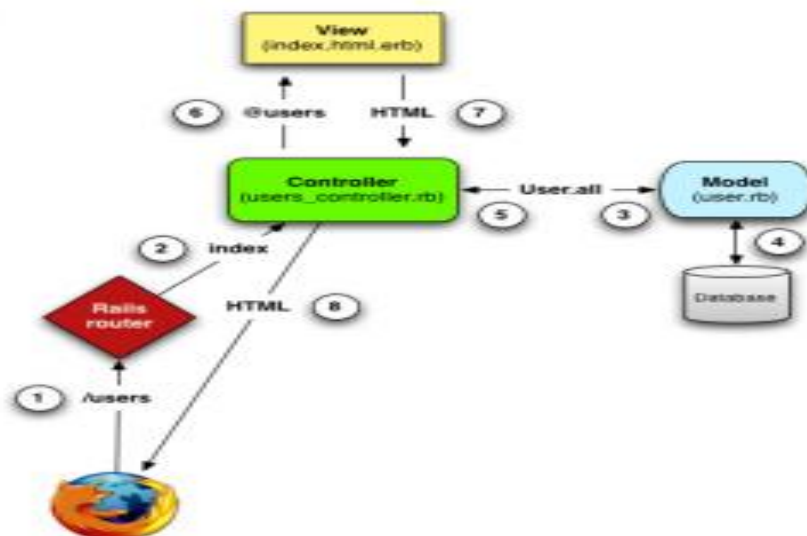 View
(index.html.erb)
6
@users
HTML
7
Controller
(users_controller.rb)
User.all
Model
(user.rb)
5
3
2
index
4
Rails
router
HTML
8
Database
1
/users